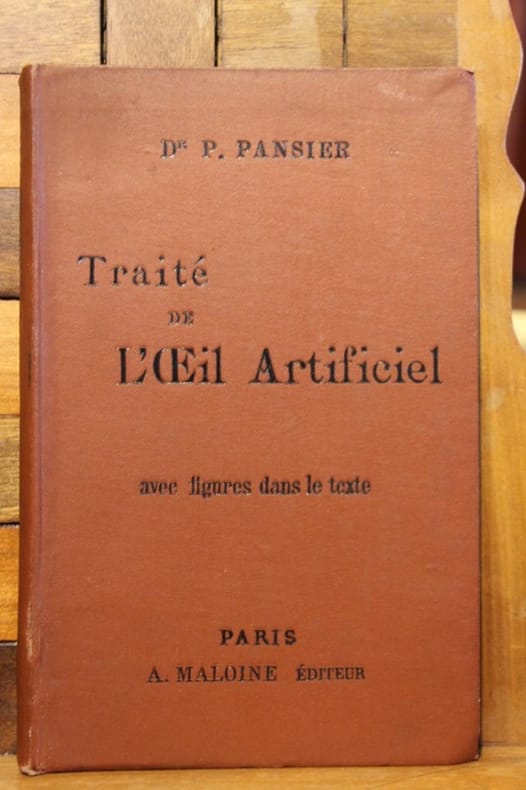 Dr P. PANSIER
Traité
DE
L'Œil Artificiel
avec figures dans le texte
PARIS
A. MALOINE ÉDITEUR